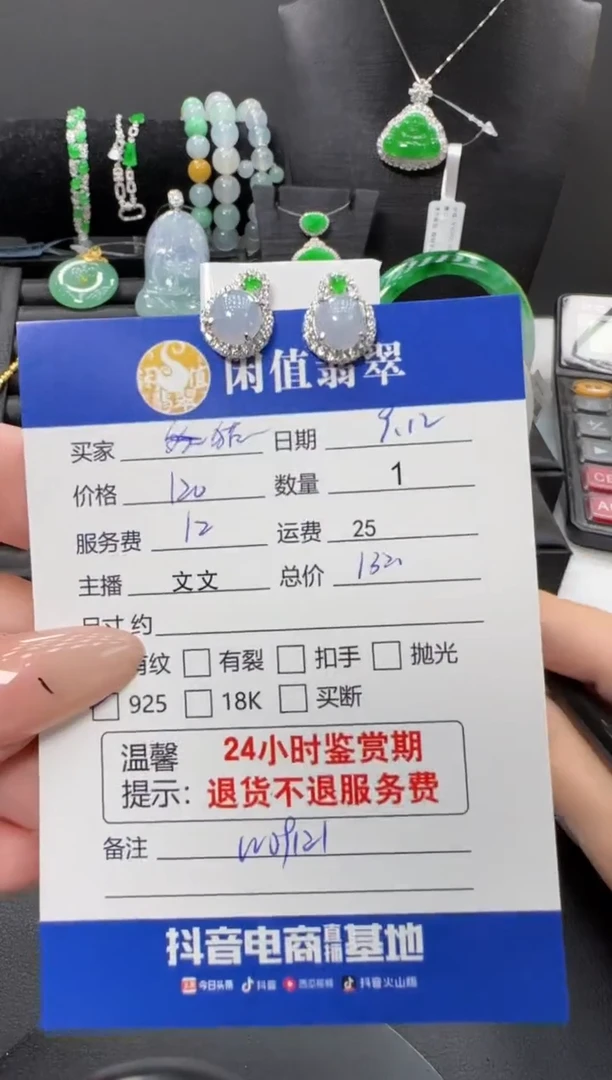 闲值翡翠
买家 日期 9.12
价格 120 数量 1
服务费 12 运费 25
主播 文文 总价 132
尺寸约
有纹 有裂 扣手 抛光
925 18K 买断
温馨提示: 24小时鉴赏期
退货不退服务费
备注
抖音电商直播基地
今日头条 抖音 西瓜视频 抖音火山版